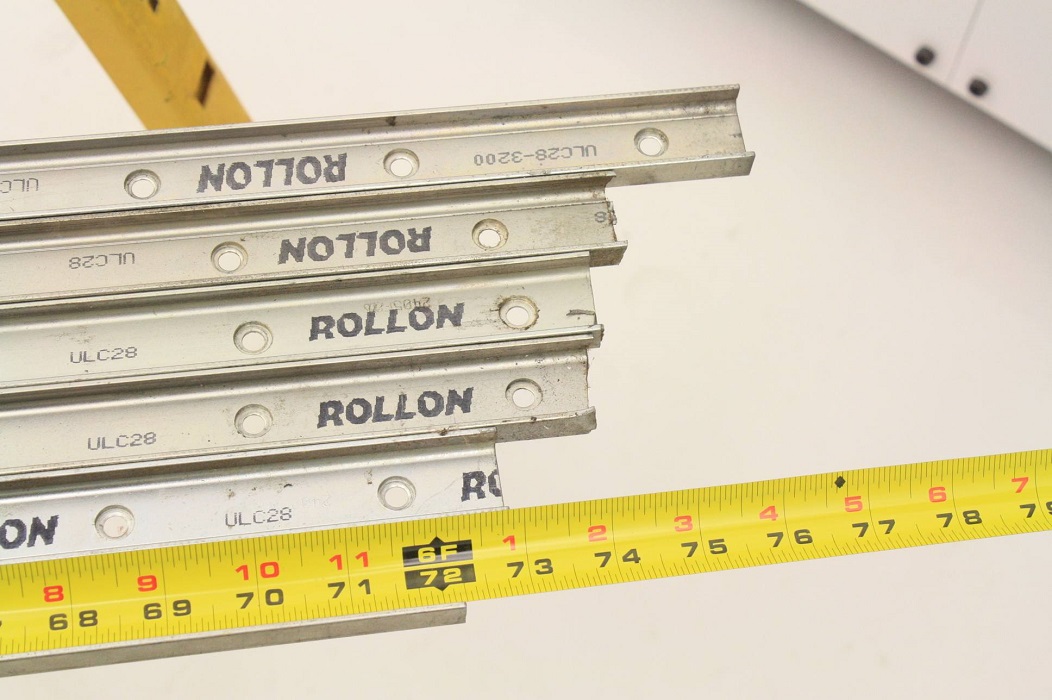 ULC28-3200
ROLLON
ROLLON
ULC28
ROLLON
ULC28
ROLLON
ULC28
ULC28
1 2 3 4 5 6 7
8 9 10 11 6F
68 69 70 71 72 73 74 75 76 77 78